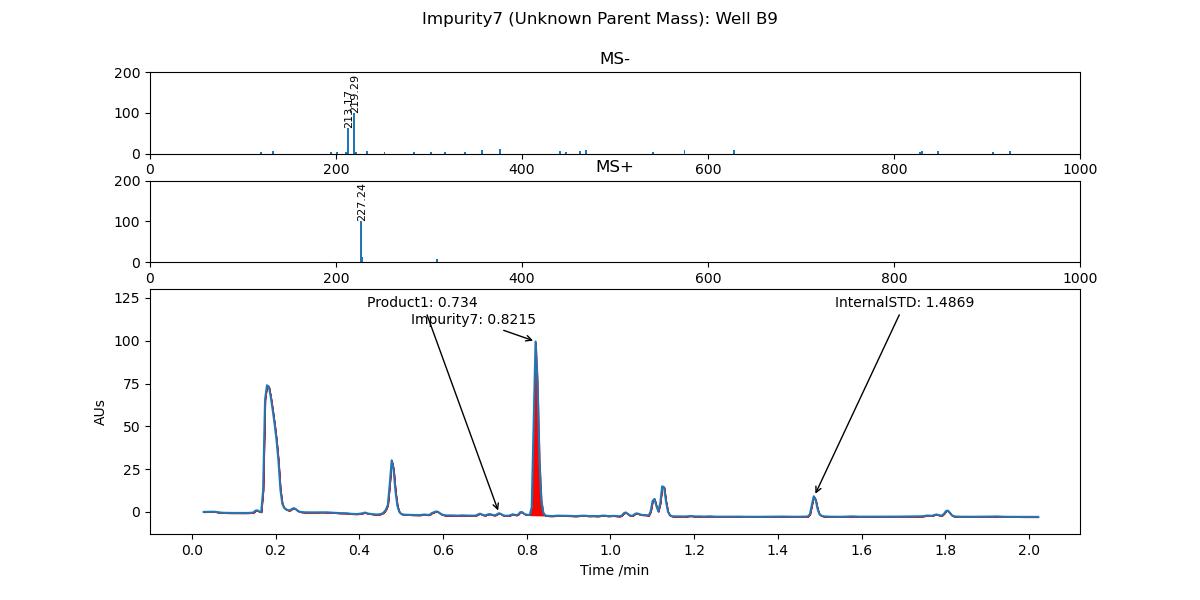 Impurity7 (Unknown Parent Mass): Well B9
MS-
200
100
0
213.17
219.29
0 200 400 600 800 1000
MS+
200
100
0
227.24
0 200 400 600 800 1000
Product1: 0.734
InternalSTD: 1.4869
Impurity7: 0.8215
125
100
75
50
25
0
AUs
0.0 0.2 0.4 0.6 0.8 1.0 1.2 1.4 1.6 1.8 2.0
Time /min